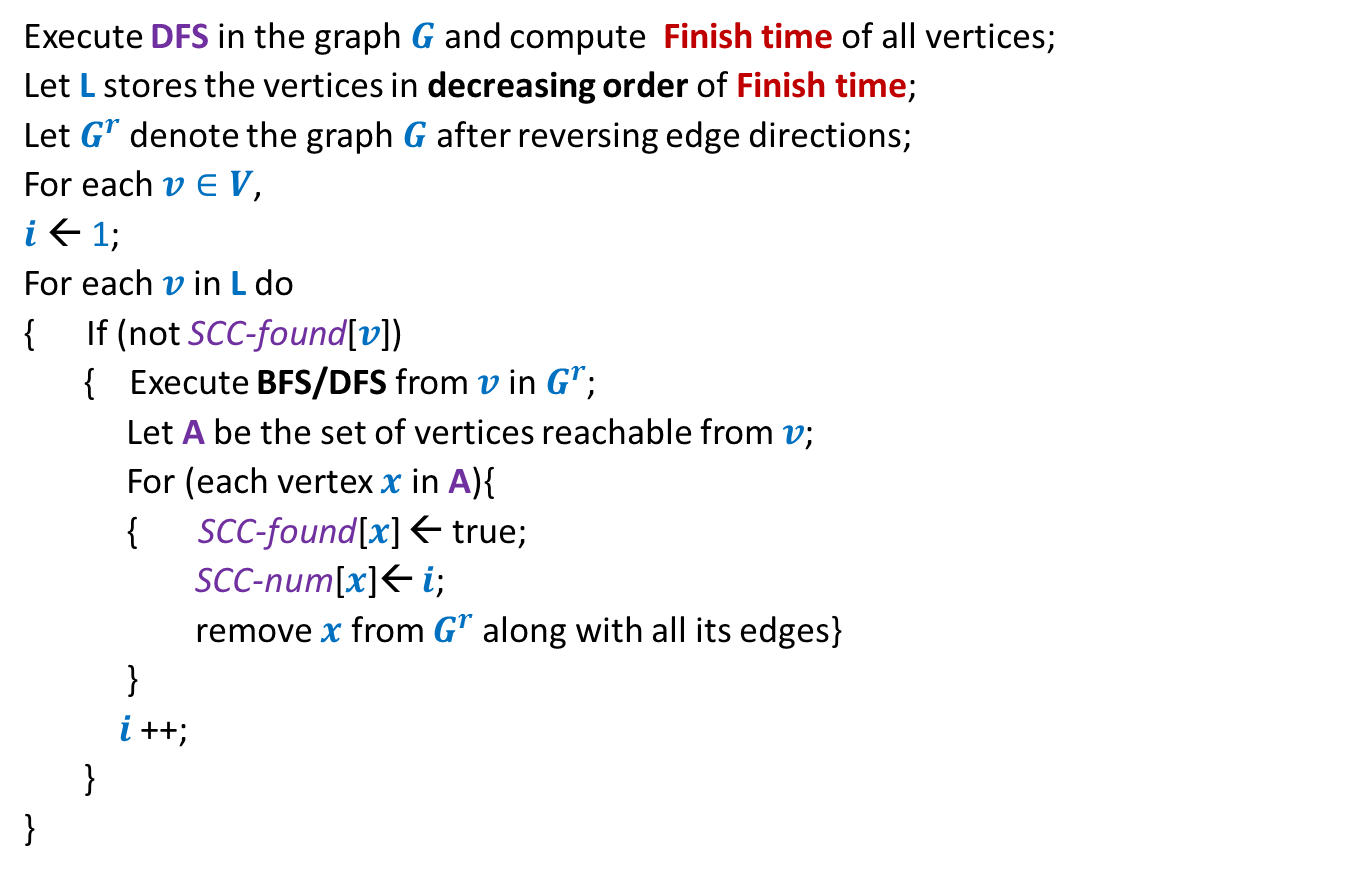 Execute DFS in the graph G and compute Finish time of all vertices;
Let L stores the vertices in decreasing order of Finish time;
Let Gʳ denote the graph G after reversing edge directions;
For each v ∈ V,
i ← 1;
For each v in L do
{ If (not SCC-found[v])
{ Execute BFS/DFS from v in Gʳ;
Let A be the set of vertices reachable from v;
For (each vertex x in A){
{ SCC-found[x] ← true;
SCC-num[x]← i;
remove x from Gʳ along with all its edges}
}
i ++;
}
}